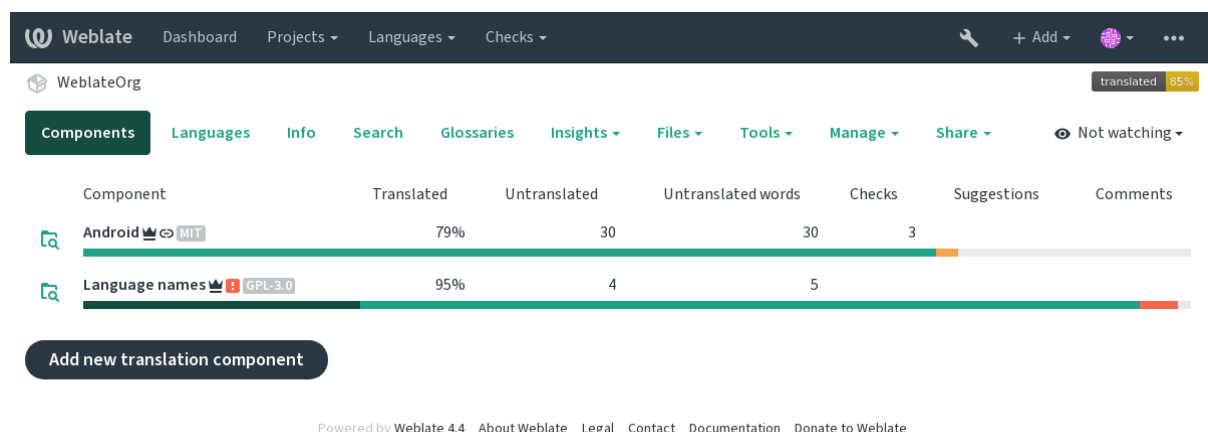 Weblate Dashboard Projects Languages Checks + Add
WeblateOrg translated 85%
Components Languages Info Search Glossaries Insights Files Tools Manage Share Not watching
Component Translated Untranslated Untranslated words Checks Suggestions Comments
Android MIT 79% 30 30 3
Language names GPL-3.0 95% 4 5
Add new translation component
Powered by Weblate 4.4 About Weblate Legal Contact Documentation Donate to Weblate